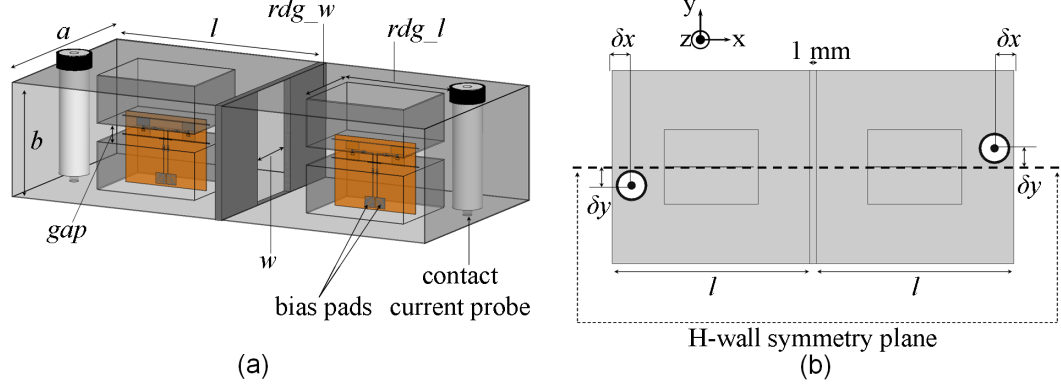 rdg_w
rdg_l
a
l
b
gap
w
bias pads
contact
current probe
(a)
y
z
x
δx
1 mm
δx
δy
δy
l
l
H-wall symmetry plane
(b)